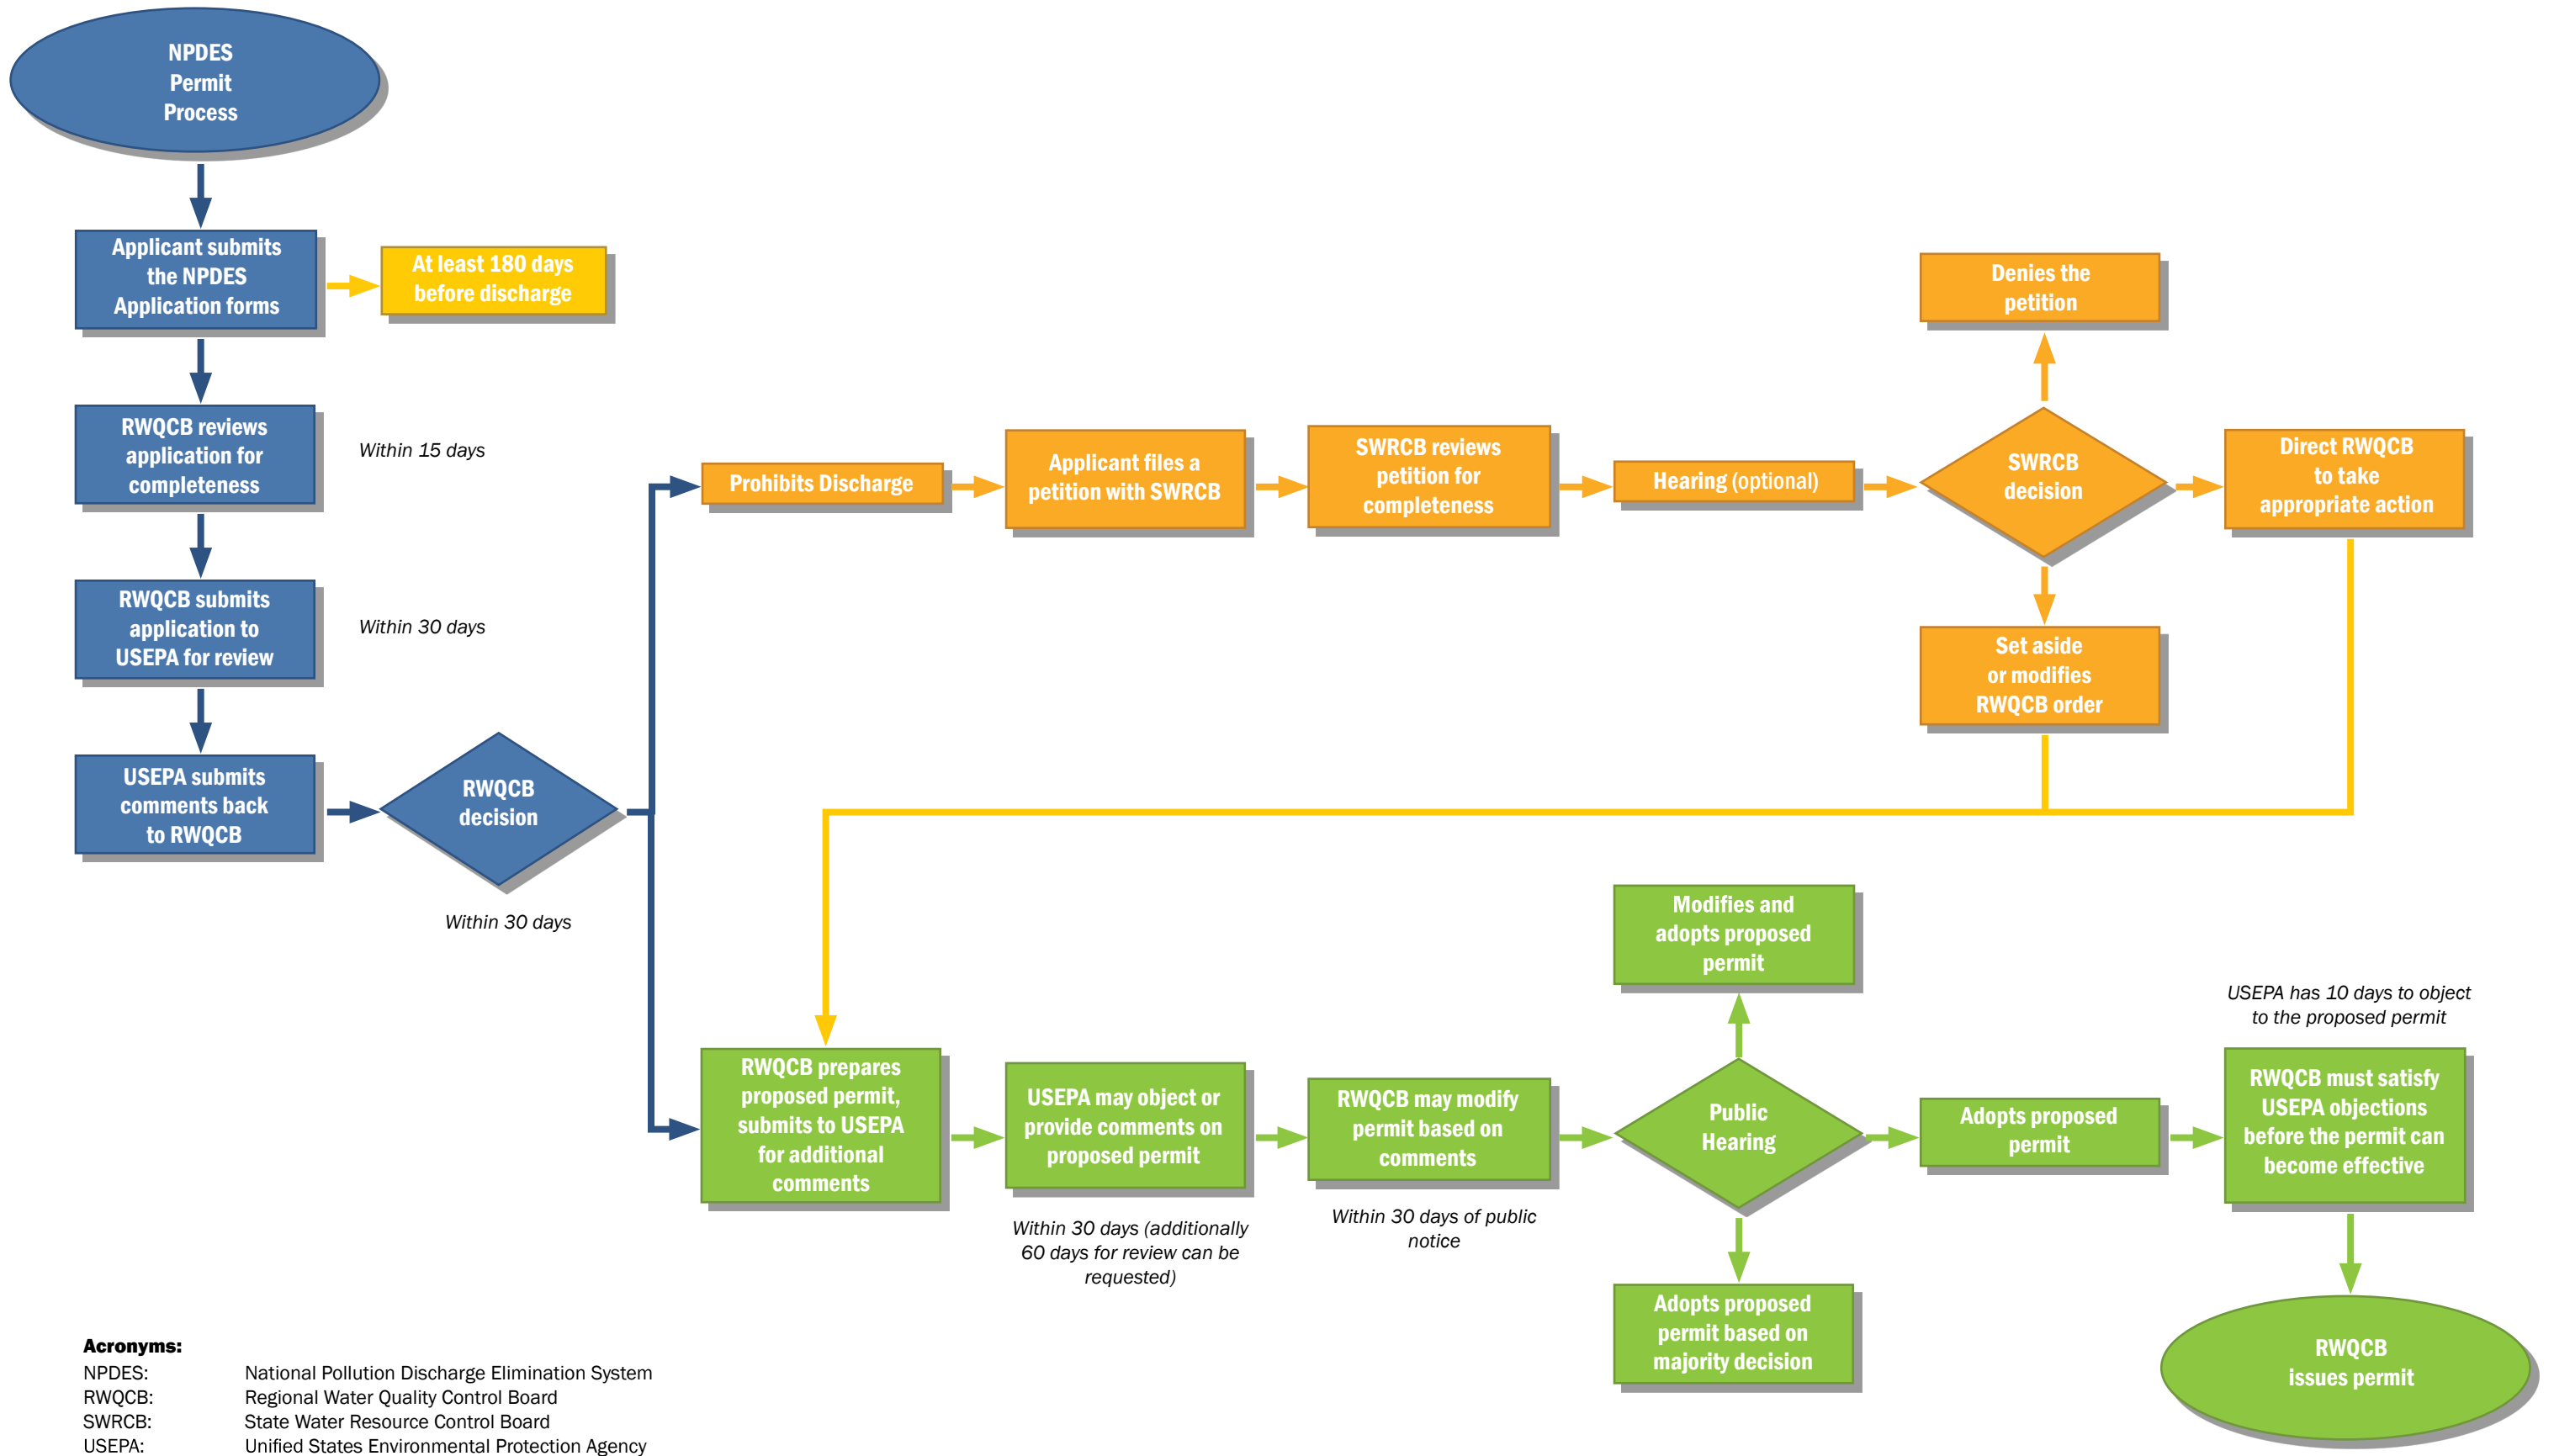 NPDES
Permit
Process
Applicant submits
the NPDES
Application forms
At least 180 days
before discharge
RWQCB reviews
application for
completeness
Within 15 days
RWQCB submits
application to
USEPA for review
Within 30 days
USEPA submits
comments back
to RWQCB
RWQCB
decision
Within 30 days
Prohibits Discharge
Applicant files a
petition with SWRCB
SWRCB reviews
petition for
completeness
Hearing (optional)
SWRCB
decision
Denies the
petition
Direct RWQCB
to take
appropriate action
Set aside
or modifies
RWQCB order
RWQCB prepares
proposed permit,
submits to USEPA
for additional
comments
USEPA may object or
provide comments on
proposed permit
Within 30 days (additionally
60 days for review can be
requested)
RWQCB may modify
permit based on
comments
Within 30 days of public
notice
Public
Hearing
Modifies and
adopts proposed
permit
Adopts proposed
permit based on
majority decision
Adopts proposed
permit
USEPA has 10 days to object
to the proposed permit
RWQCB must satisfy
USEPA objections
before the permit can
become effective
RWQCB
issues permit
Acronyms:
NPDES: National Pollution Discharge Elimination System
RWQCB: Regional Water Quality Control Board
SWRCB: State Water Resource Control Board
USEPA: Unified States Environmental Protection Agency